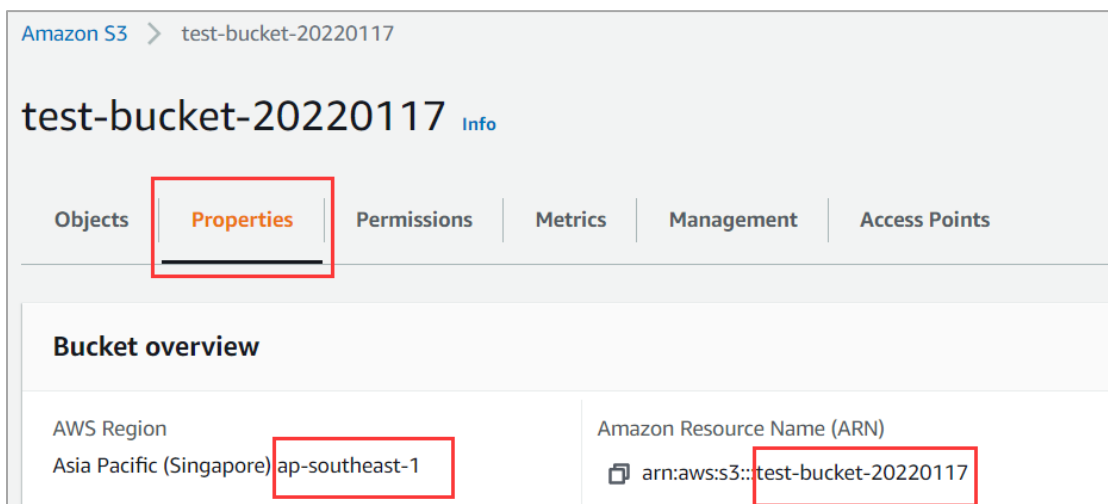 Amazon S3 > test-bucket-20220117
test-bucket-20220117 Info
Objects Properties Permissions Metrics Management Access Points
Bucket overview
AWS Region Amazon Resource Name (ARN)
Asia Pacific (Singapore) ap-southeast-1 arn:aws:s3:::test-bucket-20220117